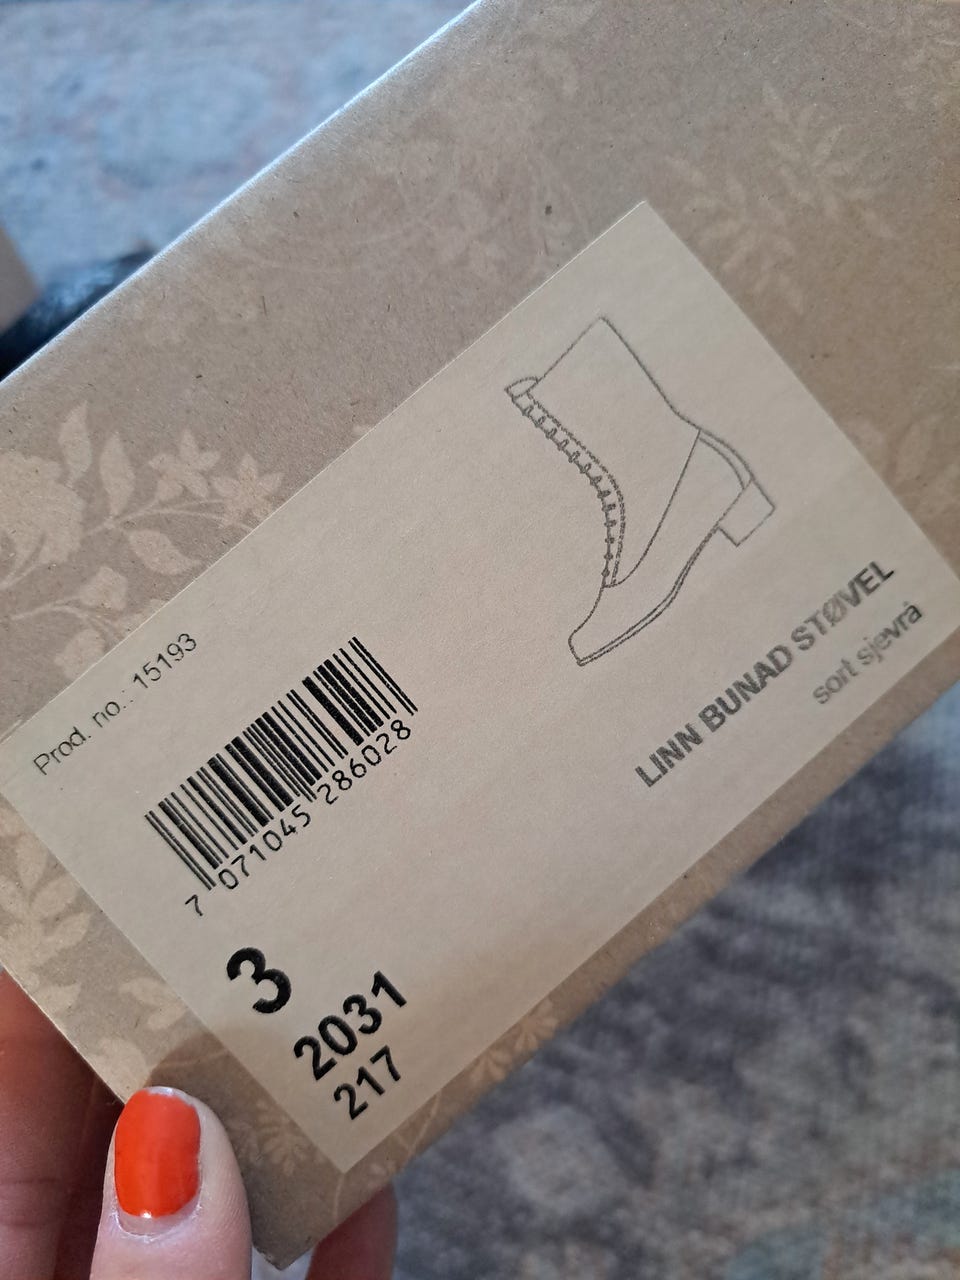 Prod. no.: 15193
7 071045 286028
3
2031
217
LINN BUNAD STØVEL
sort sjevrå